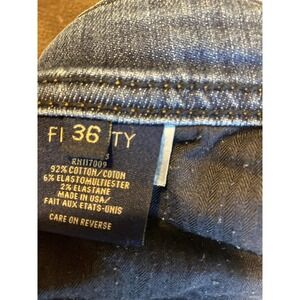 FI 36 TY
RN117009
92% COTTON/COTON
6% ELASTOMULTIESTER
2% ELASTANE
MADE IN USA/
FAIT AUX-ETATS-UNIS
CARE ON REVERSE